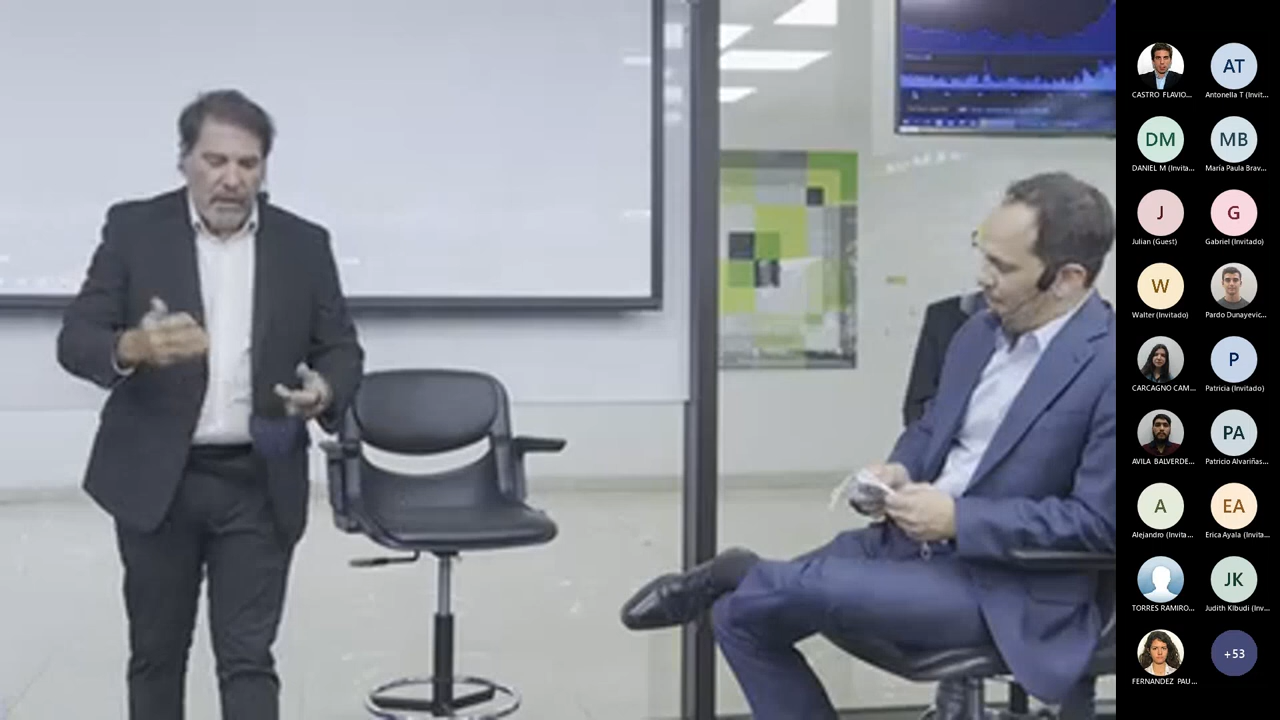 CASTRO FLAVIO...
AT
Antonella T (Invit...
DM
DANIEL M (Invita...
MB
María Paula Brav...
J
Julian (Guest)
G
Gabriel (Invitado)
W
Walter (Invitado)
Pardo Dunayevic...
CARCAGNO CAM...
P
Patricia (Invitado)
AVILA BALVERDE...
PA
Patricio Alvariñas...
A
Alejandro (Invita...
EA
Erica Ayala (Invita...
TORRES RAMIRO...
JK
Judith Klbudi (Inv...
FERNANDEZ PAU...
+53